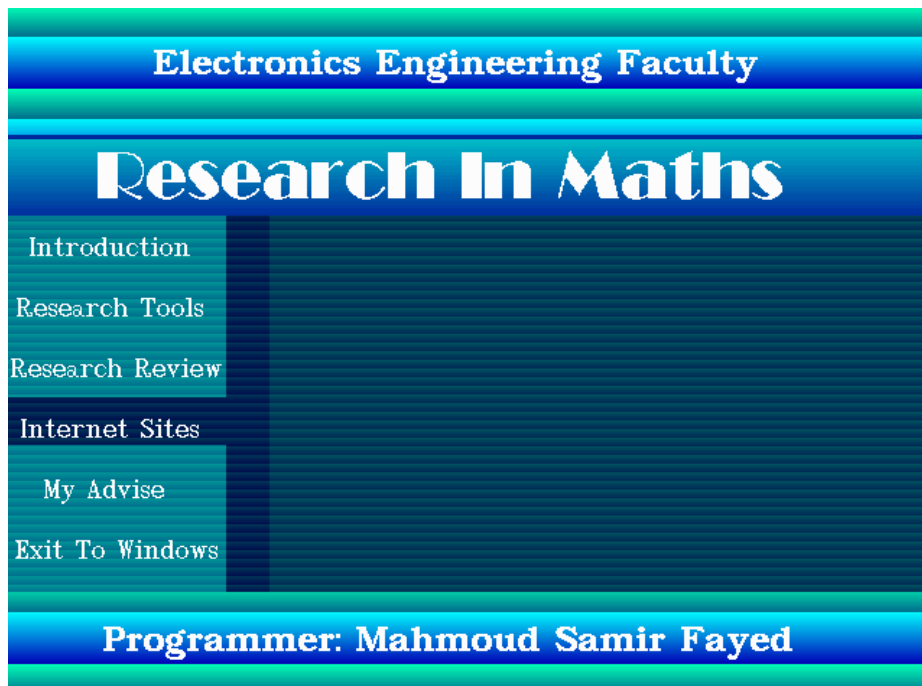 Electronics Engineering Faculty
Research In Maths
Introduction
Research Tools
Research Review
Internet Sites
My Advise
Exit To Windows
Programmer: Mahmoud Samir Fayed